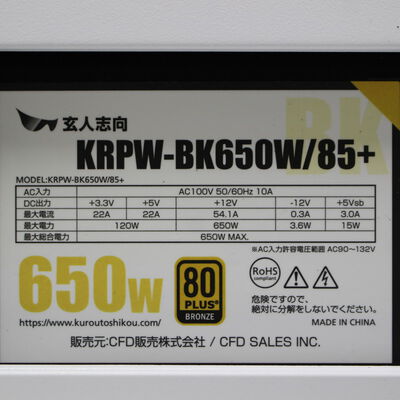 玄人志向
BK
KRPW-BK650W/85+
MODEL:KRPW-BK650W/85+
AC入力 AC100V 50/60Hz 10A
DC出力 +3.3V +5V +12V -12V +5Vsb
最大電流 22A 22A 54.1A 0.3A 3.0A
最大電力 120W 650W 3.6W 15W
最大総合電力 650W MAX.
※AC入力許容電圧範囲 AC90~132V
650W
80
PLUS
BRONZE
RoHS
compliant
危険ですので、
絶対に分解をしないでください。
https://www.kuroutoshikou.com/
MADE IN CHINA
販売元:CFD販売株式会社 / CFD SALES INC.